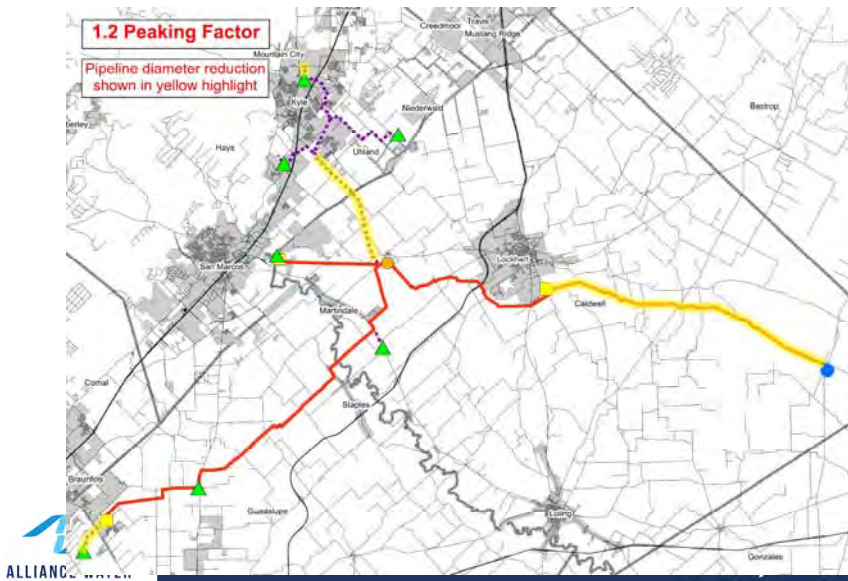 1.2 Peaking Factor
Pipeline diameter reduction
shown in yellow highlight
Creedmoor
Travis
Mustang Ridge
Mountain City
Kyle
Niederwald
Bastrop
Hays
Uhland
San Marcos
Lockhart
Martindale
Caldwell
Comal
Staples
Braunfels
Guadalupe
Luling
Gonzales
ALLIANCE WATER